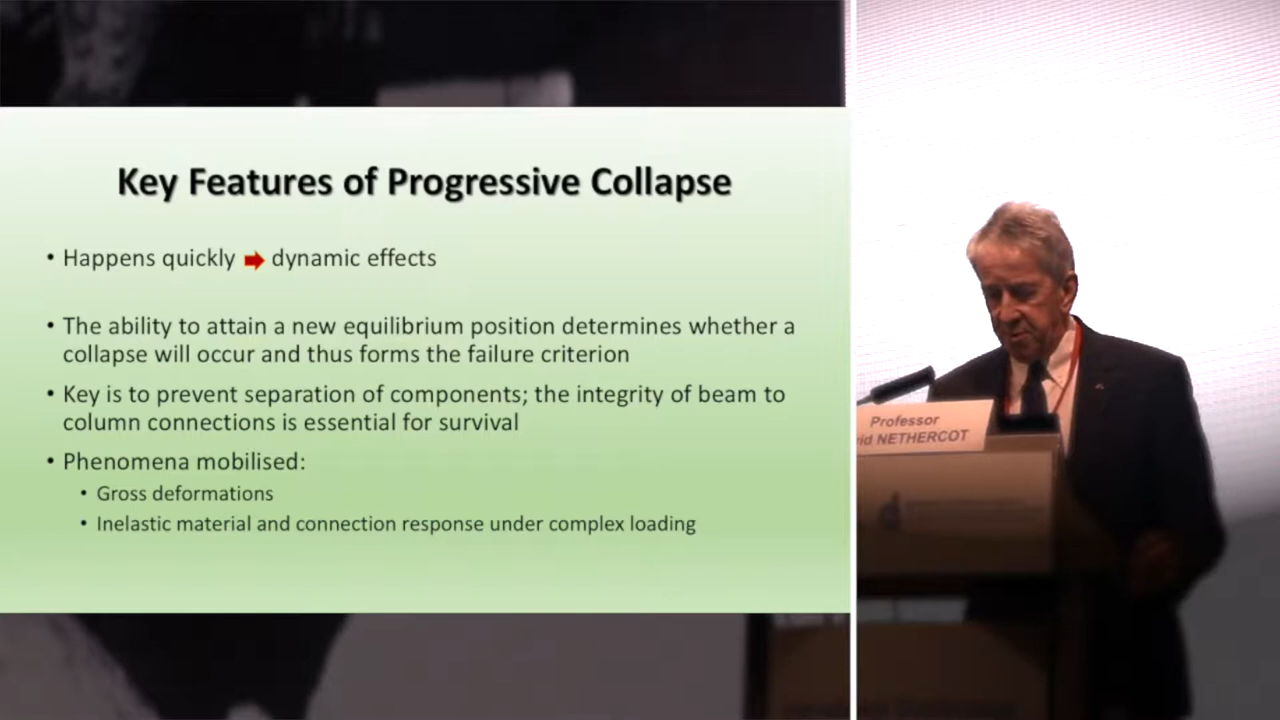 Key Features of Progressive Collapse
• Happens quickly ➡ dynamic effects
• The ability to attain a new equilibrium position determines whether a
collapse will occur and thus forms the failure criterion
• Key is to prevent separation of components; the integrity of beam to
column connections is essential for survival
• Phenomena mobilised:
• Gross deformations
• Inelastic material and connection response under complex loading
Professor
id NETHERCOT